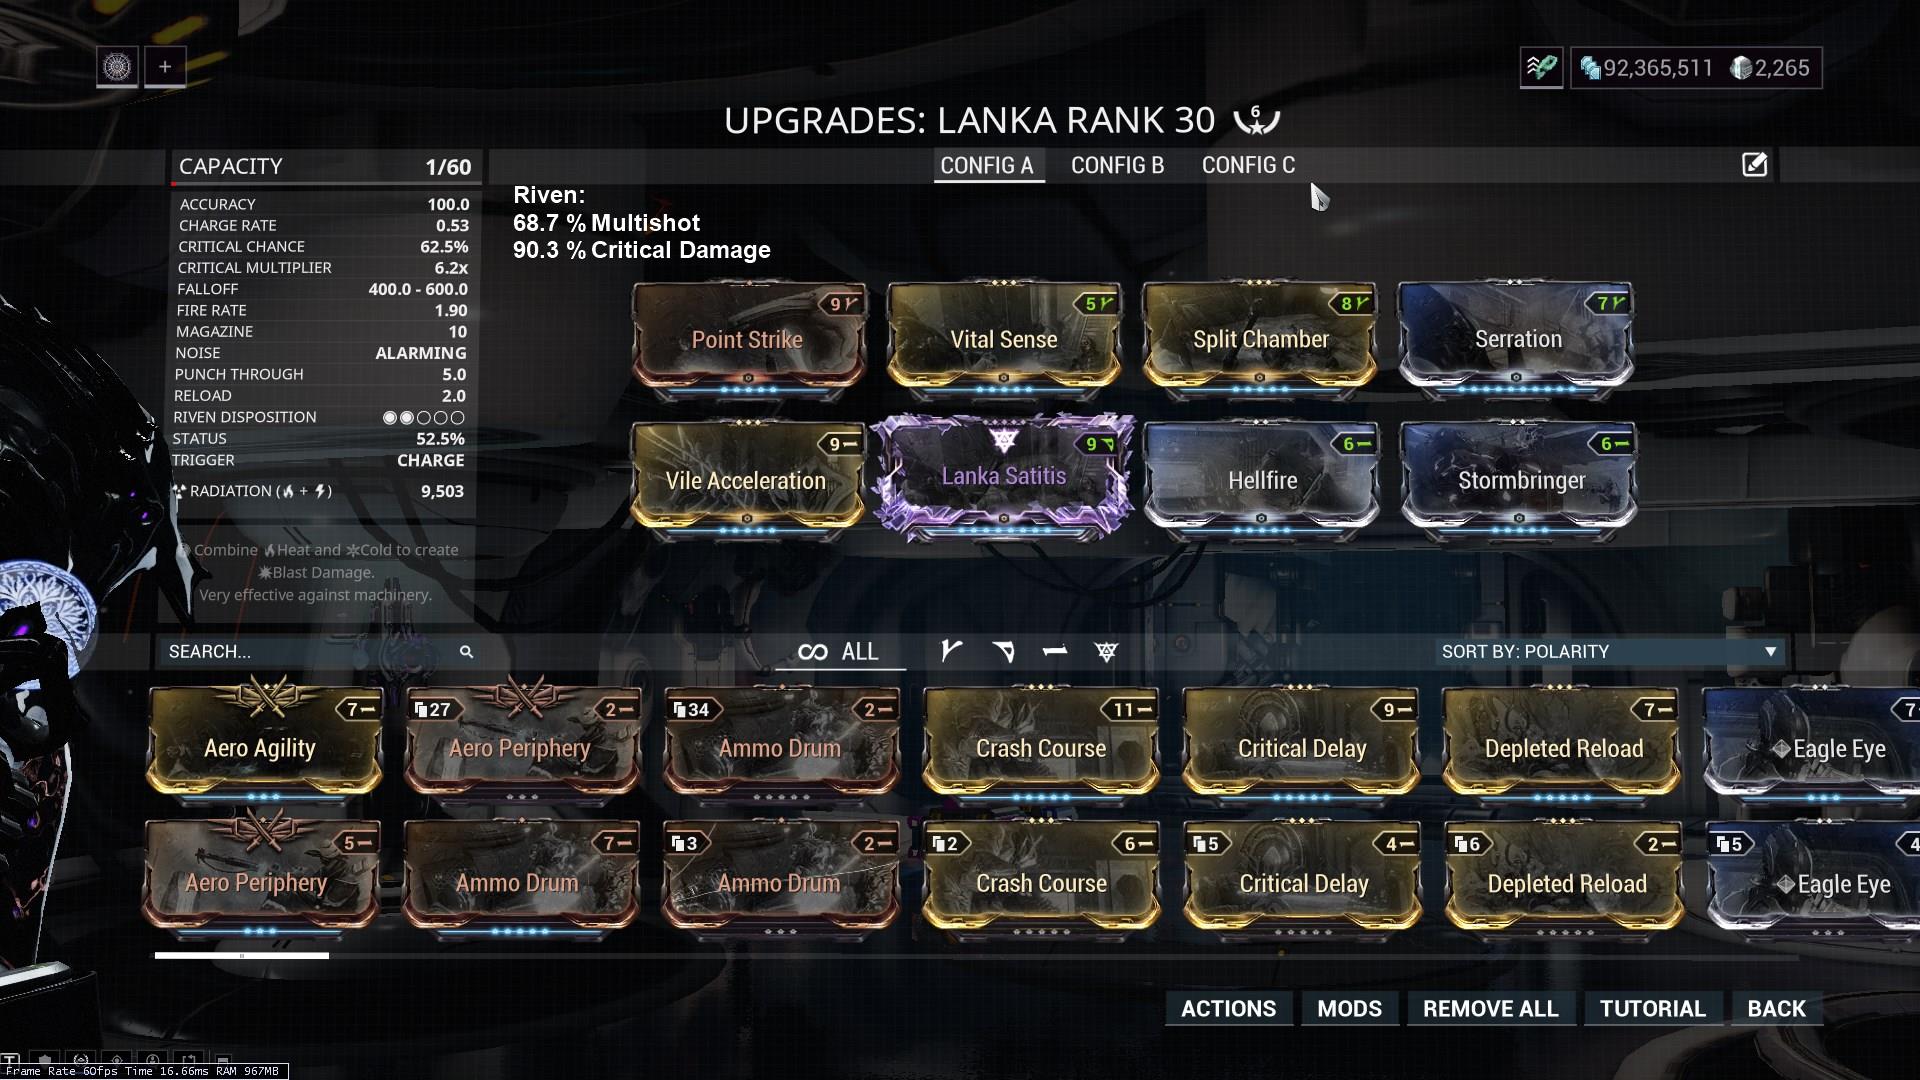 92,365,511 2,265
UPGRADES: LANKA RANK 30 6
CAPACITY 1/60
CONFIG A CONFIG B CONFIG C
Riven:
68.7 % Multishot
90.3 % Critical Damage
ACCURACY 100.0
CHARGE RATE 0.53
CRITICAL CHANCE 62.5%
CRITICAL MULTIPLIER 6.2x
FALLOFF 400.0 - 600.0
FIRE RATE 1.90
MAGAZINE 10
NOISE ALARMING
PUNCH THROUGH 5.0
RELOAD 2.0
RIVEN DISPOSITION
STATUS 52.5%
TRIGGER CHARGE
RADIATION ( + ) 9,503
Combine Heat and Cold to create
Blast Damage.
Very effective against machinery.
9 5 8 7
Point Strike Vital Sense Split Chamber Serration
9 9 6 6
Vile Acceleration Lanka Satitis Hellfire Stormbringer
SEARCH... ALL SORT BY: POLARITY
7 27 2 34 2 11 9 7 7
Aero Agility Aero Periphery Ammo Drum Crash Course Critical Delay Depleted Reload Eagle Eye
5 7 3 2 2 6 5 4 6 2 5 4
Aero Periphery Ammo Drum Ammo Drum Crash Course Critical Delay Depleted Reload Eagle Eye
ACTIONS MODS REMOVE ALL TUTORIAL BACK
Frame Rate 60fps Time 16.66ms RAM 967MB